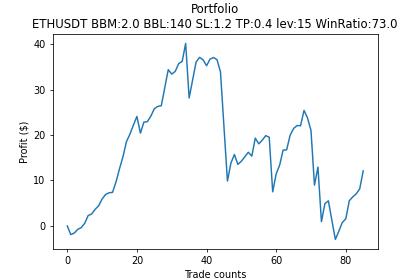 Portfolio
ETHUSDT BBM:2.0 BBL:140 SL:1.2 TP:0.4 lev:15 WinRatio:73.0
40
30
20
10
0
Profit ($)
0 20 40 60 80
Trade counts